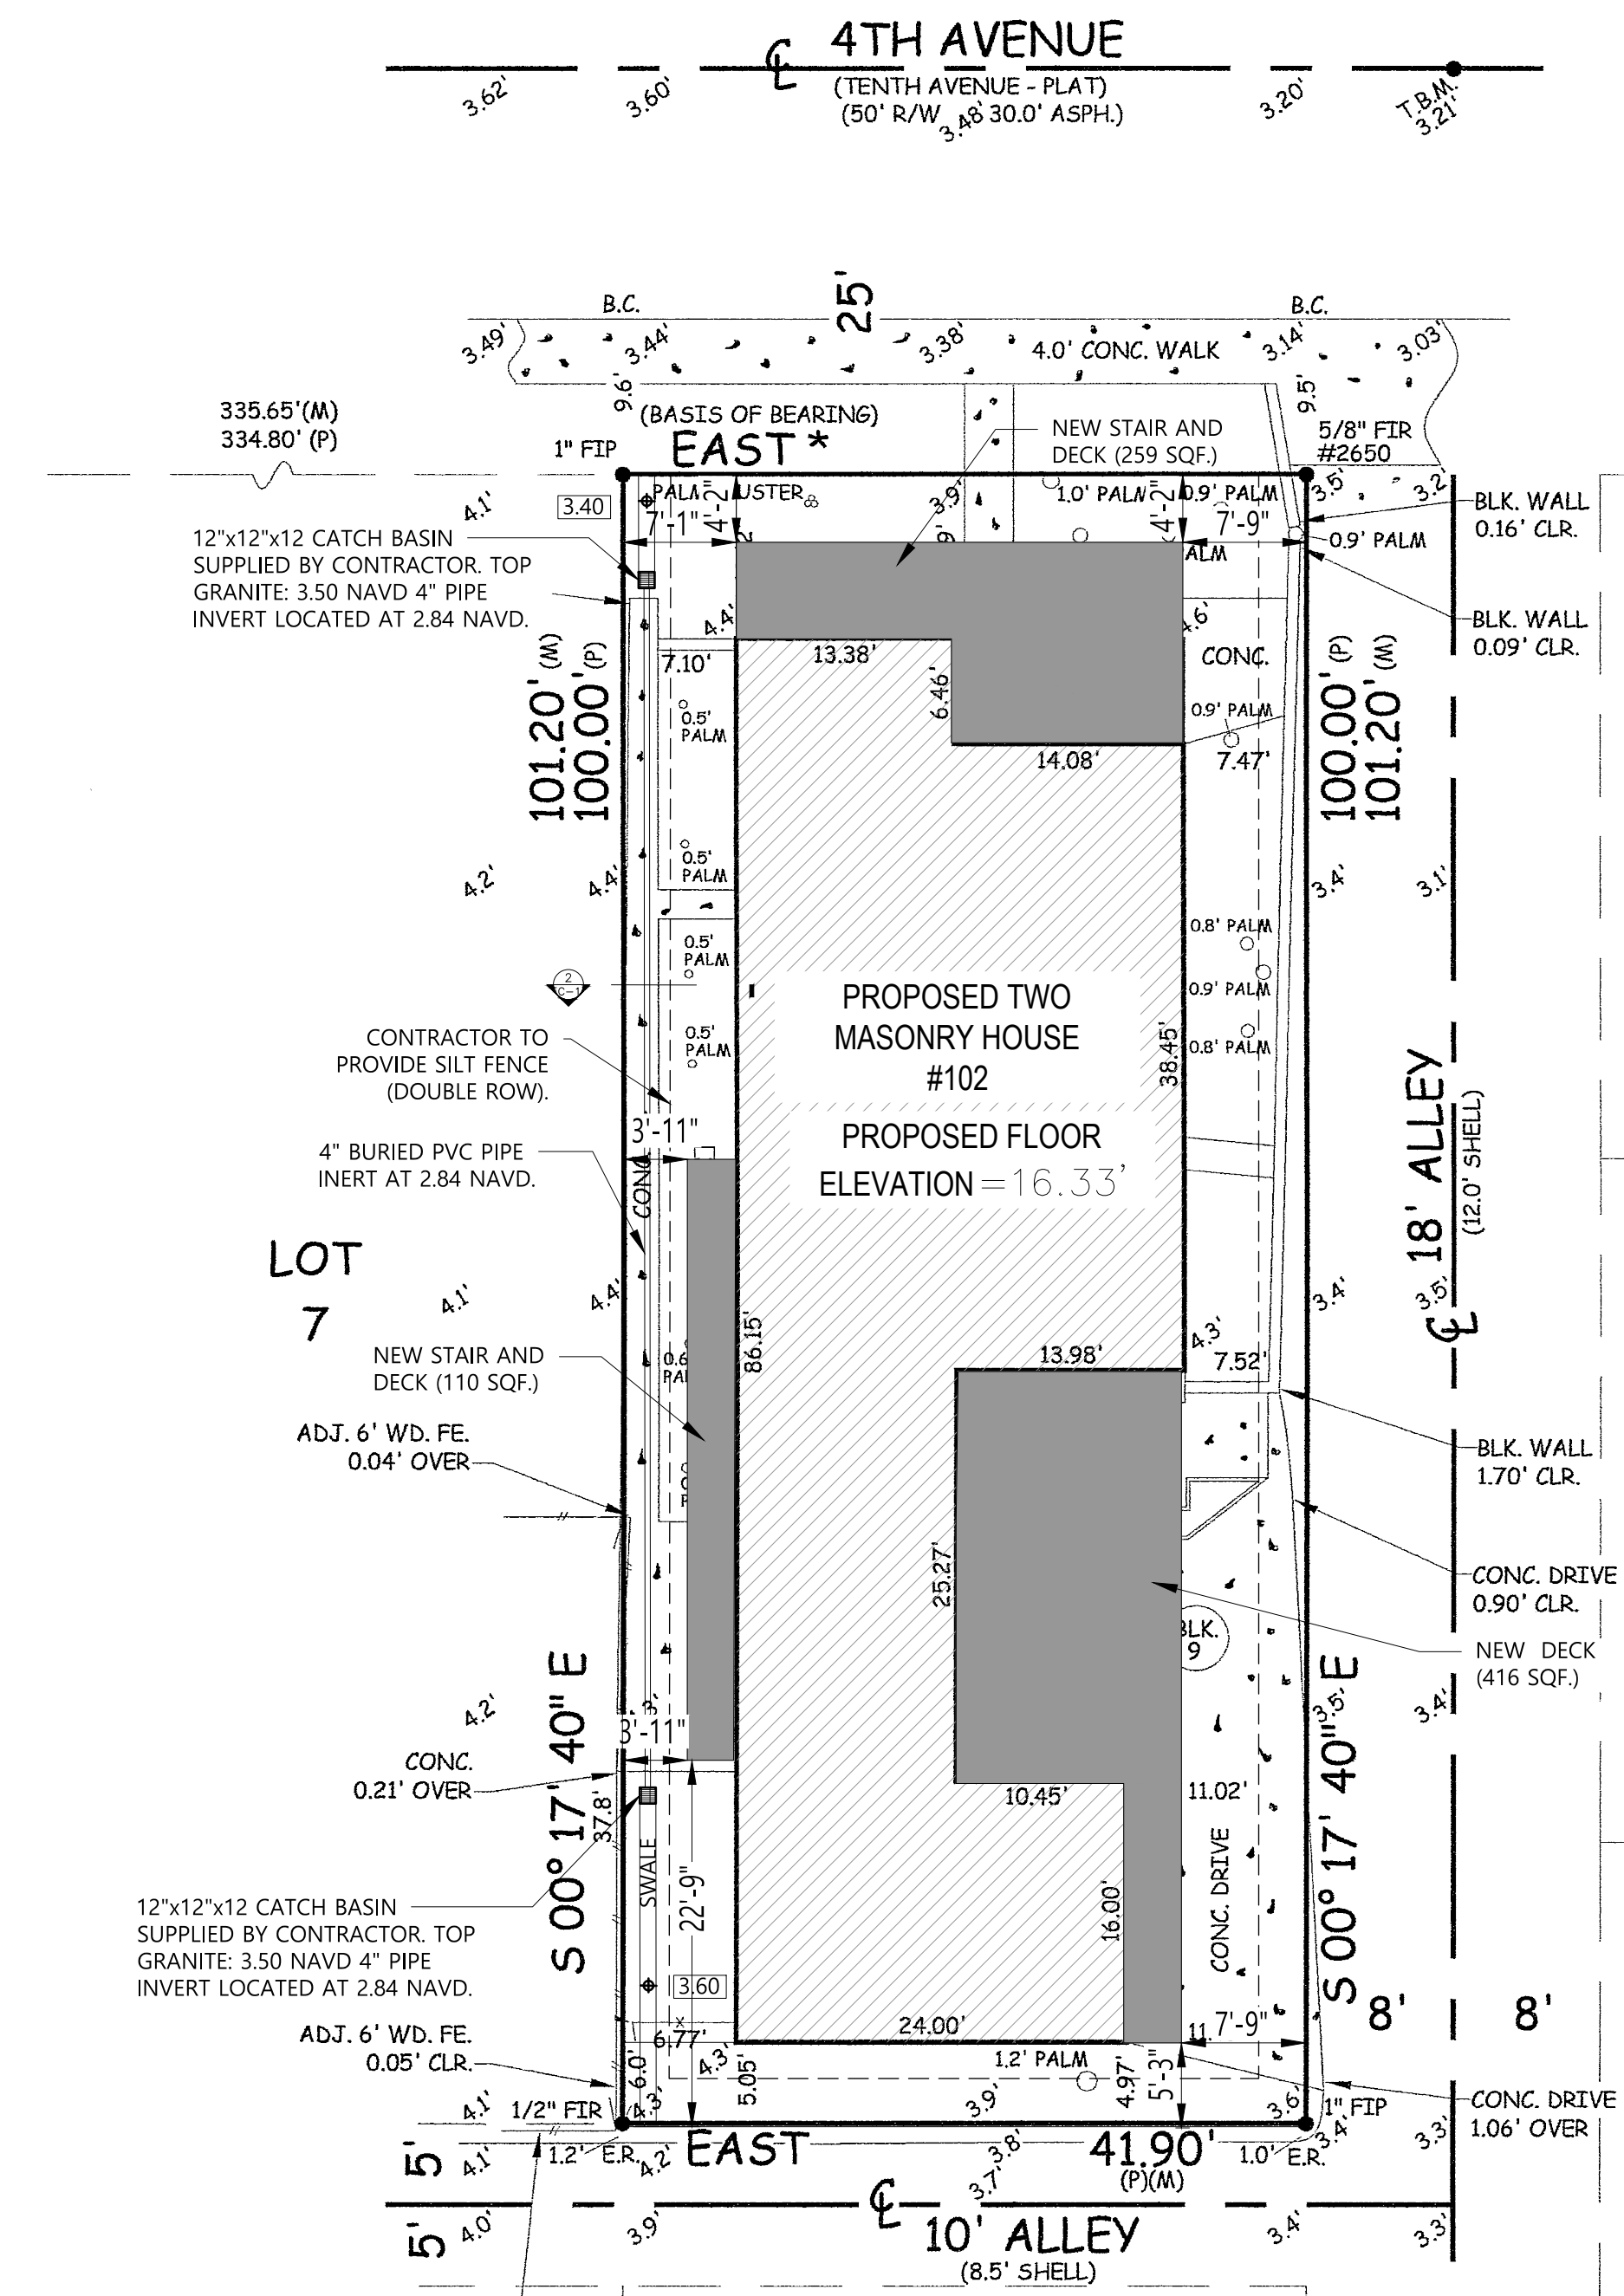 4TH AVENUE
(TENTH AVENUE - PLAT)
(50' R/W 30.0' ASPH.)
3.62'
3.60'
3.48'
3.20'
T.B.M.
3.21'
25'
B.C.
B.C.
3.49'
3.44'
3.38'
4.0' CONC. WALK
3.14'
3.03'
9.6'
9.5'
335.65'(M)
334.80' (P)
(BASIS OF BEARING)
EAST *
1" FIP
NEW STAIR AND
DECK (259 SQF.)
5/8" FIR
#2650
4.1'
3.40
7'-1"
4'-2"
3.9'
9'
1.0' PALM
4'-2"
0.9' PALM
7'-9"
3.5'
3.2'
BLK. WALL
0.16' CLR.
0.9' PALM
ALM
12"x12"x12 CATCH BASIN
SUPPLIED BY CONTRACTOR. TOP
GRANITE: 3.50 NAVD 4" PIPE
INVERT LOCATED AT 2.84 NAVD.
BLK. WALL
0.09' CLR.
4.4'
4.6'
101.20' (M)
100.00' (P)
7.10'
13.38'
6.46'
CONC.
100.00' (P)
101.20' (M)
0.5'
PALM
0.9' PALM
14.08'
7.47'
0.5'
PALM
4.2'
4.4'
3.4'
3.1'
0.5'
PALM
0.8' PALM
2
C-1
0.9' PALM
PROPOSED TWO
MASONRY HOUSE
#102
0.5'
PALM
0.8' PALM
38.45'
CONTRACTOR TO
PROVIDE SILT FENCE
(DOUBLE ROW).
3'-11"
PROPOSED FLOOR
ELEVATION = 16.33'
4" BURIED PVC PIPE
INERT AT 2.84 NAVD.
CONC
18' ALLEY
(12.0' SHELL)
LOT
7
4.1'
4.4'
3.4'
3.5'
86.15'
4.3'
NEW STAIR AND
DECK (110 SQF.)
0.6
PA
13.98'
7.52'
ADJ. 6' WD. FE.
0.04' OVER
BLK. WALL
1.70' CLR.
25.27'
CONC. DRIVE
0.90' CLR.
BLK.
9
NEW DECK
(416 SQF.)
S 00° 17' 40" E
S 00° 17' 40" E
4.2'
3'-11"
3.5'
3.4'
CONC.
0.21' OVER
37.8'
10.45'
11.02'
SWALE
22'-9"
16.00'
CONC. DRIVE
12"x12"x12 CATCH BASIN
SUPPLIED BY CONTRACTOR. TOP
GRANITE: 3.50 NAVD 4" PIPE
INVERT LOCATED AT 2.84 NAVD.
3.60
8'
8'
ADJ. 6' WD. FE.
0.05' CLR.
6.77'
24.00'
11.
7'-9"
6.0'
4.3'
5.05'
1.2' PALM
4.97'
5'-3"
4.1'
1/2" FIR
4.3'
3.9'
3.6'
1" FIP
CONC. DRIVE
1.06' OVER
5'
4.1'
1.2'
E.R.
4.2'
EAST
3.8'
41.90'
(P)(M)
1.0'
E.R.
3.4'
3.3'
3.7'
5'
4.0'
3.9'
10' ALLEY
(8.5' SHELL)
3.4'
3.3'